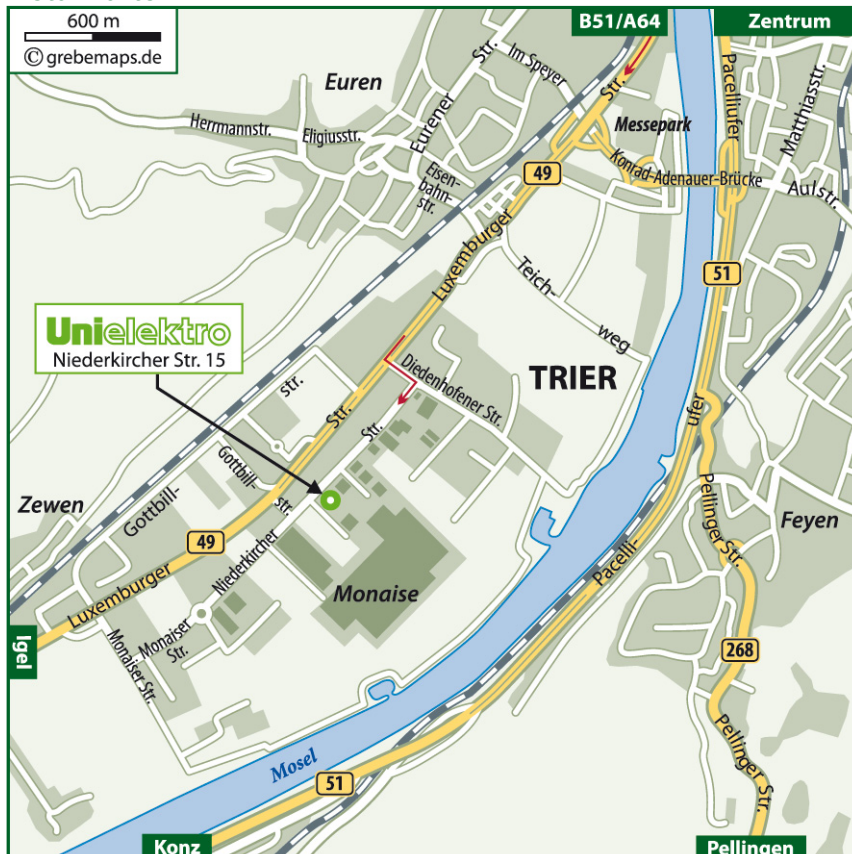 600 m
© grebemaps.de
B51/A64
Zentrum
Euren
Im Speyer
Str.
Eurener
Str.
Messepark
Pacelliufer
Matthiasstr.
Herrmannstr.
Eligiusstr.
Eisen-
bahn-
str.
49
Konrad-Adenauer-Brücke
Aulstr.
Luxemburger
Teich-
weg
51
Unielektro
Niederkircher Str. 15
TRIER
Diedenhofener Str.
str.
Str.
Str.
ufer
Gottbill-
str.
Zewen
Gottbill-
Pellinger Str.
Feyen
49
Niederkircher
Pacelli-
Luxemburger
Monaise
Monaiser
Str.
Monaiser Str.
Igel
268
Pellinger Str.
Mosel
51
Konz
Pellingen